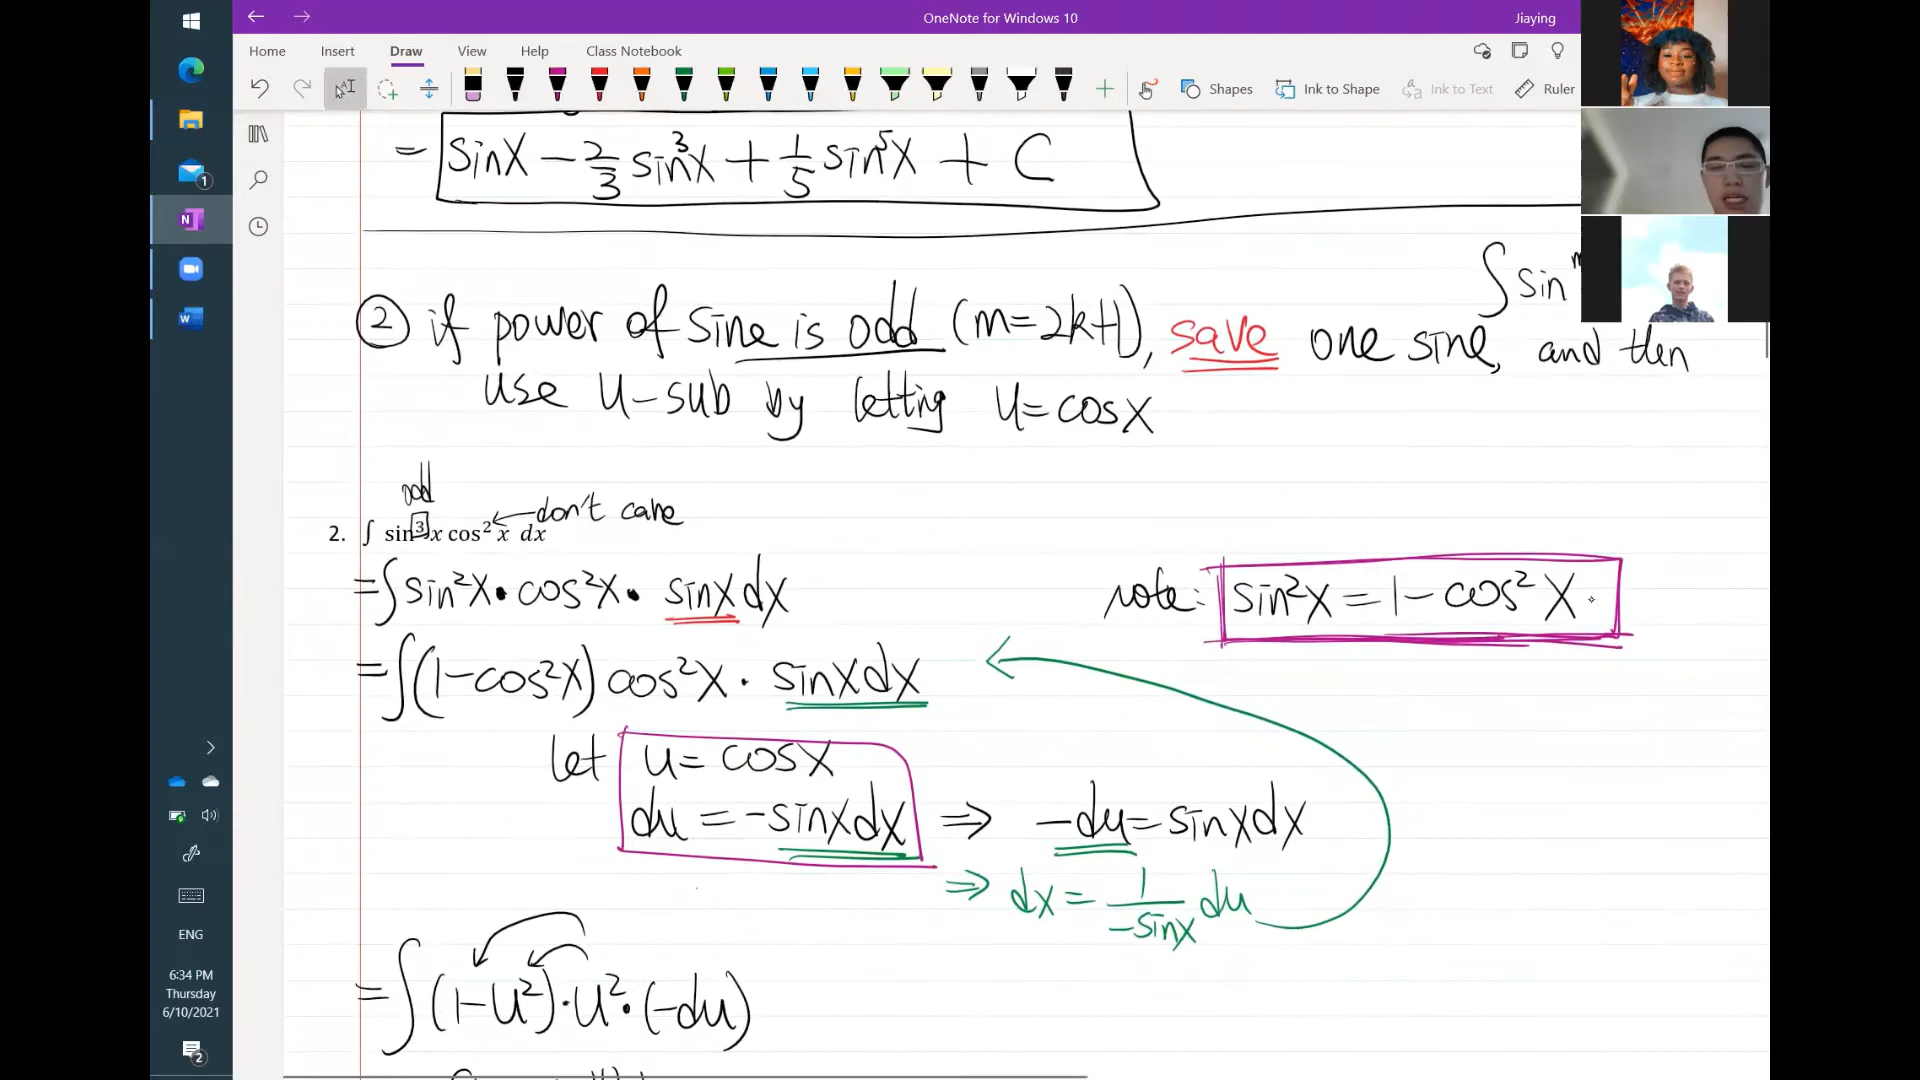 OneNote for Windows 10
Jiaying
Home Insert Draw View Help Class Notebook
Shapes Ink to Shape Ink to Text Ruler
= sinx - 2/3 sin³x + 1/5 sin⁵x + C
∫ sin
② if power of sine is odd (m=2k+1), save one sine, and then
use u-sub by letting u=cosx
odd
don't care
2. ∫ sin³x cos²x dx
=∫sin²x·cos²x·sinxdx
note: sin²x = 1-cos²x
=∫(1-cos²x)cos²x·sinxdx
let u=cosx
du=-sinxdx ⇒ -du=sinxdx
⇒ dx = 1/-sinx du
=∫(1-u²)·u²·(-du)
1
ENG
6:34 PM
Thursday
6/10/2021
2